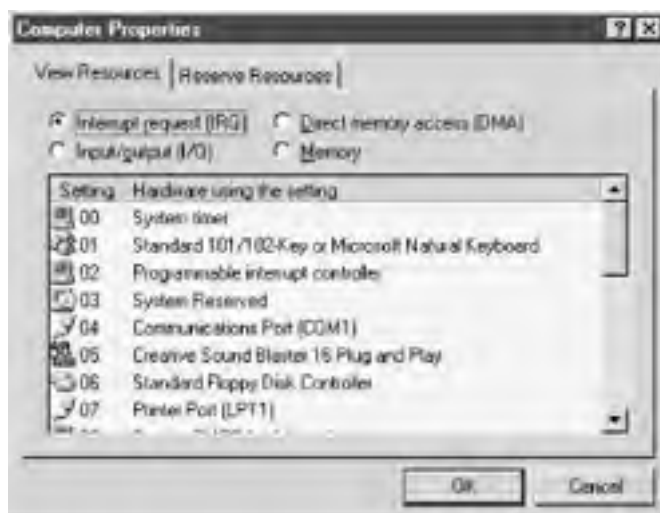 Computer Properties
View Resources Reserve Resources
Interrupt request (IRQ) Direct memory access (DMA)
Input/output (I/O) Memory
Setting Hardware using the setting
00 System timer
01 Standard 101/102-Key or Microsoft Natural Keyboard
02 Programmable interrupt controller
03 System Reserved
04 Communications Port (COM1)
05 Creative Sound Blaster 16 Plug and Play
06 Standard Floppy Disk Controller
07 Printer Port (LPT1)
OK Cancel